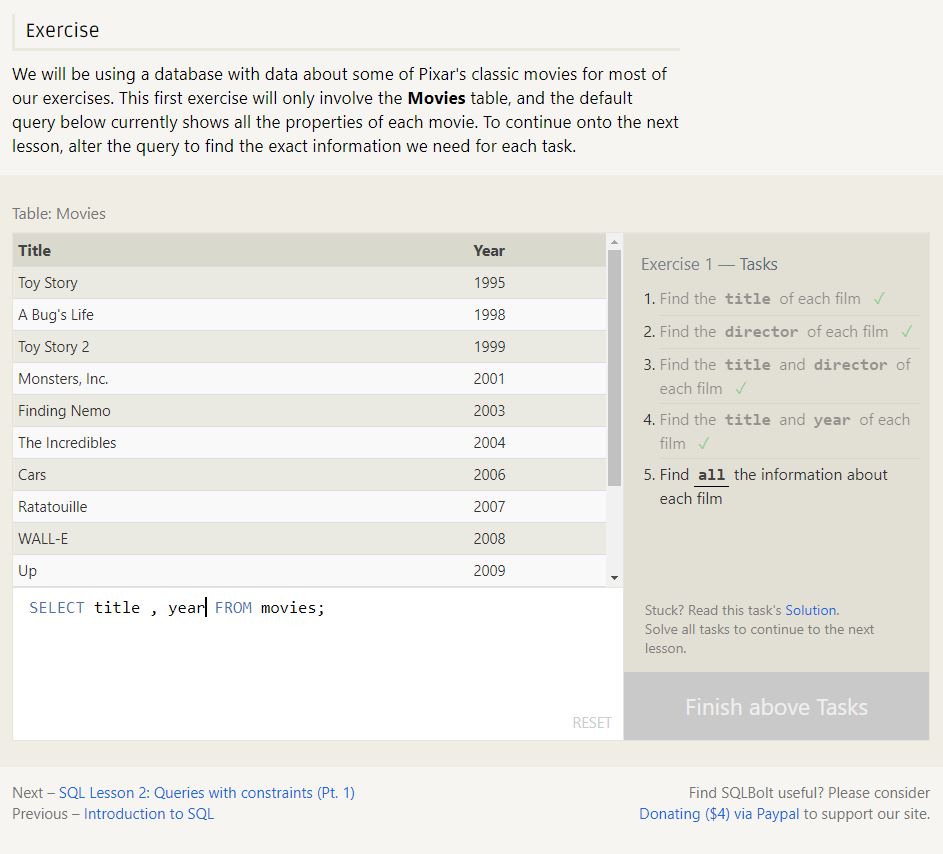 Exercise
We will be using a database with data about some of Pixar's classic movies for most of
our exercises. This first exercise will only involve the Movies table, and the default
query below currently shows all the properties of each movie. To continue onto the next
lesson, alter the query to find the exact information we need for each task.
Table: Movies
Title Year
Toy Story 1995
A Bug's Life 1998
Toy Story 2 1999
Monsters, Inc. 2001
Finding Nemo 2003
The Incredibles 2004
Cars 2006
Ratatouille 2007
WALL-E 2008
Up 2009
SELECT title , year FROM movies;
RESET
Exercise 1 — Tasks
1. Find the title of each film ✓
2. Find the director of each film ✓
3. Find the title and director of
each film ✓
4. Find the title and year of each
film ✓
5. Find all the information about
each film
Stuck? Read this task's Solution.
Solve all tasks to continue to the next
lesson.
Finish above Tasks
Next – SQL Lesson 2: Queries with constraints (Pt. 1)
Previous – Introduction to SQL
Find SQLBolt useful? Please consider
Donating ($4) via Paypal to support our site.